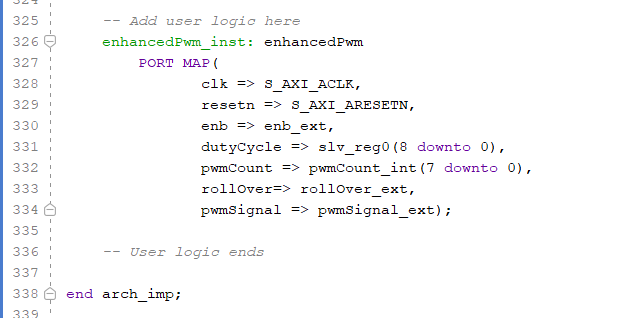 325 -- Add user logic here
326 enhancedPwm_inst: enhancedPwm
327 PORT MAP(
328 clk => S_AXI_ACLK,
329 resetn => S_AXI_ARESETN,
330 enb => enb_ext,
331 dutyCycle => slv_reg0(8 downto 0),
332 pwmCount => pwmCount_int(7 downto 0),
333 rollOver=> rollOver_ext,
334 pwmSignal => pwmSignal_ext);
335
336 -- User logic ends
337
338 end arch_imp;
339